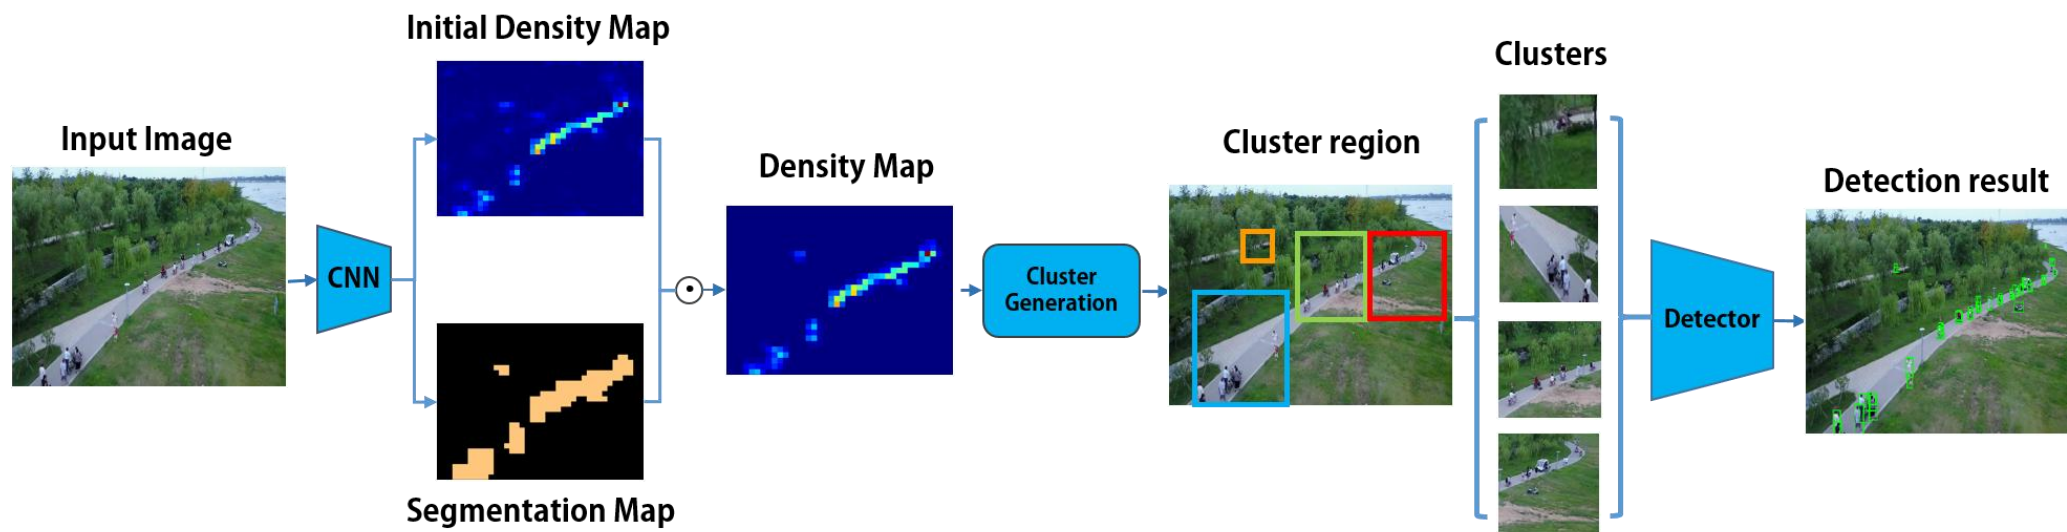 Initial Density Map
Input Image
CNN
Segmentation Map
Density Map
Cluster
Generation
Cluster region
Clusters
Detector
Detection result